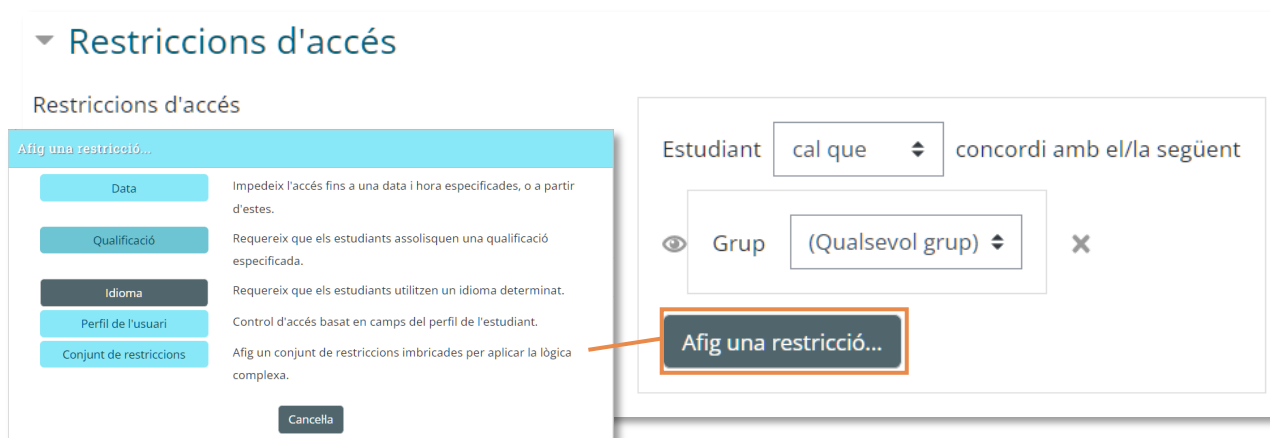 Restriccions d'accés
Restriccions d'accés
Afig una restricció...
Data
Impedeix l'accés fins a una data i hora especificades, o a partir
d'estes.
Qualificació
Requereix que els estudiants assolisquen una qualificació
especificada.
Idioma
Requereix que els estudiants utilitzen un idioma determinat.
Perfil de l'usuari
Control d'accés basat en camps del perfil de l'estudiant.
Conjunt de restriccions
Afig un conjunt de restriccions imbricades per aplicar la lògica
complexa.
Cancel·la
Estudiant cal que concordi amb el/la següent
Grup (Qualsevol grup)
Afig una restricció...